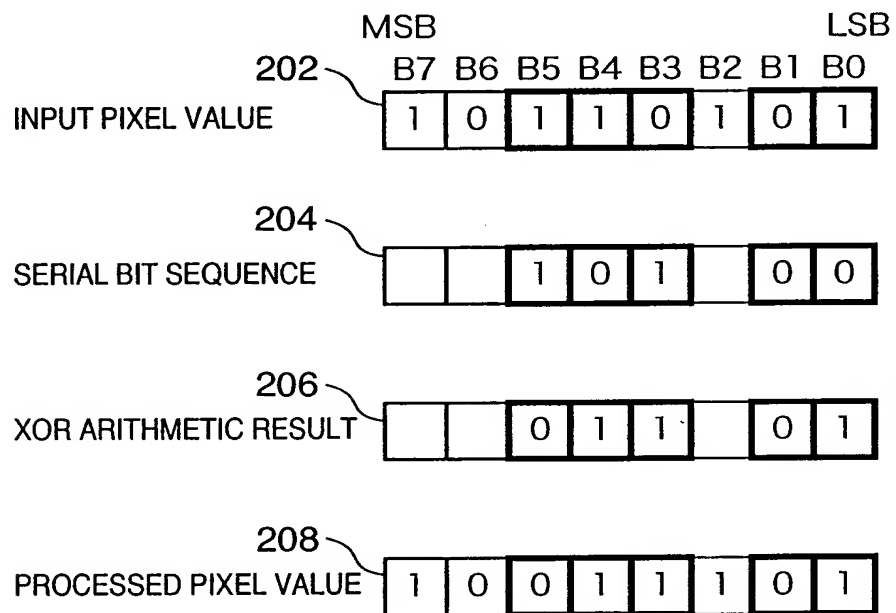 MSB LSB
202 B7 B6 B5 B4 B3 B2 B1 B0
INPUT PIXEL VALUE 1 0 1 1 0 1 0 1
204
SERIAL BIT SEQUENCE 1 0 1 0 0
206
XOR ARITHMETIC RESULT 0 1 1 0 1
208
PROCESSED PIXEL VALUE 1 0 0 1 1 1 0 1